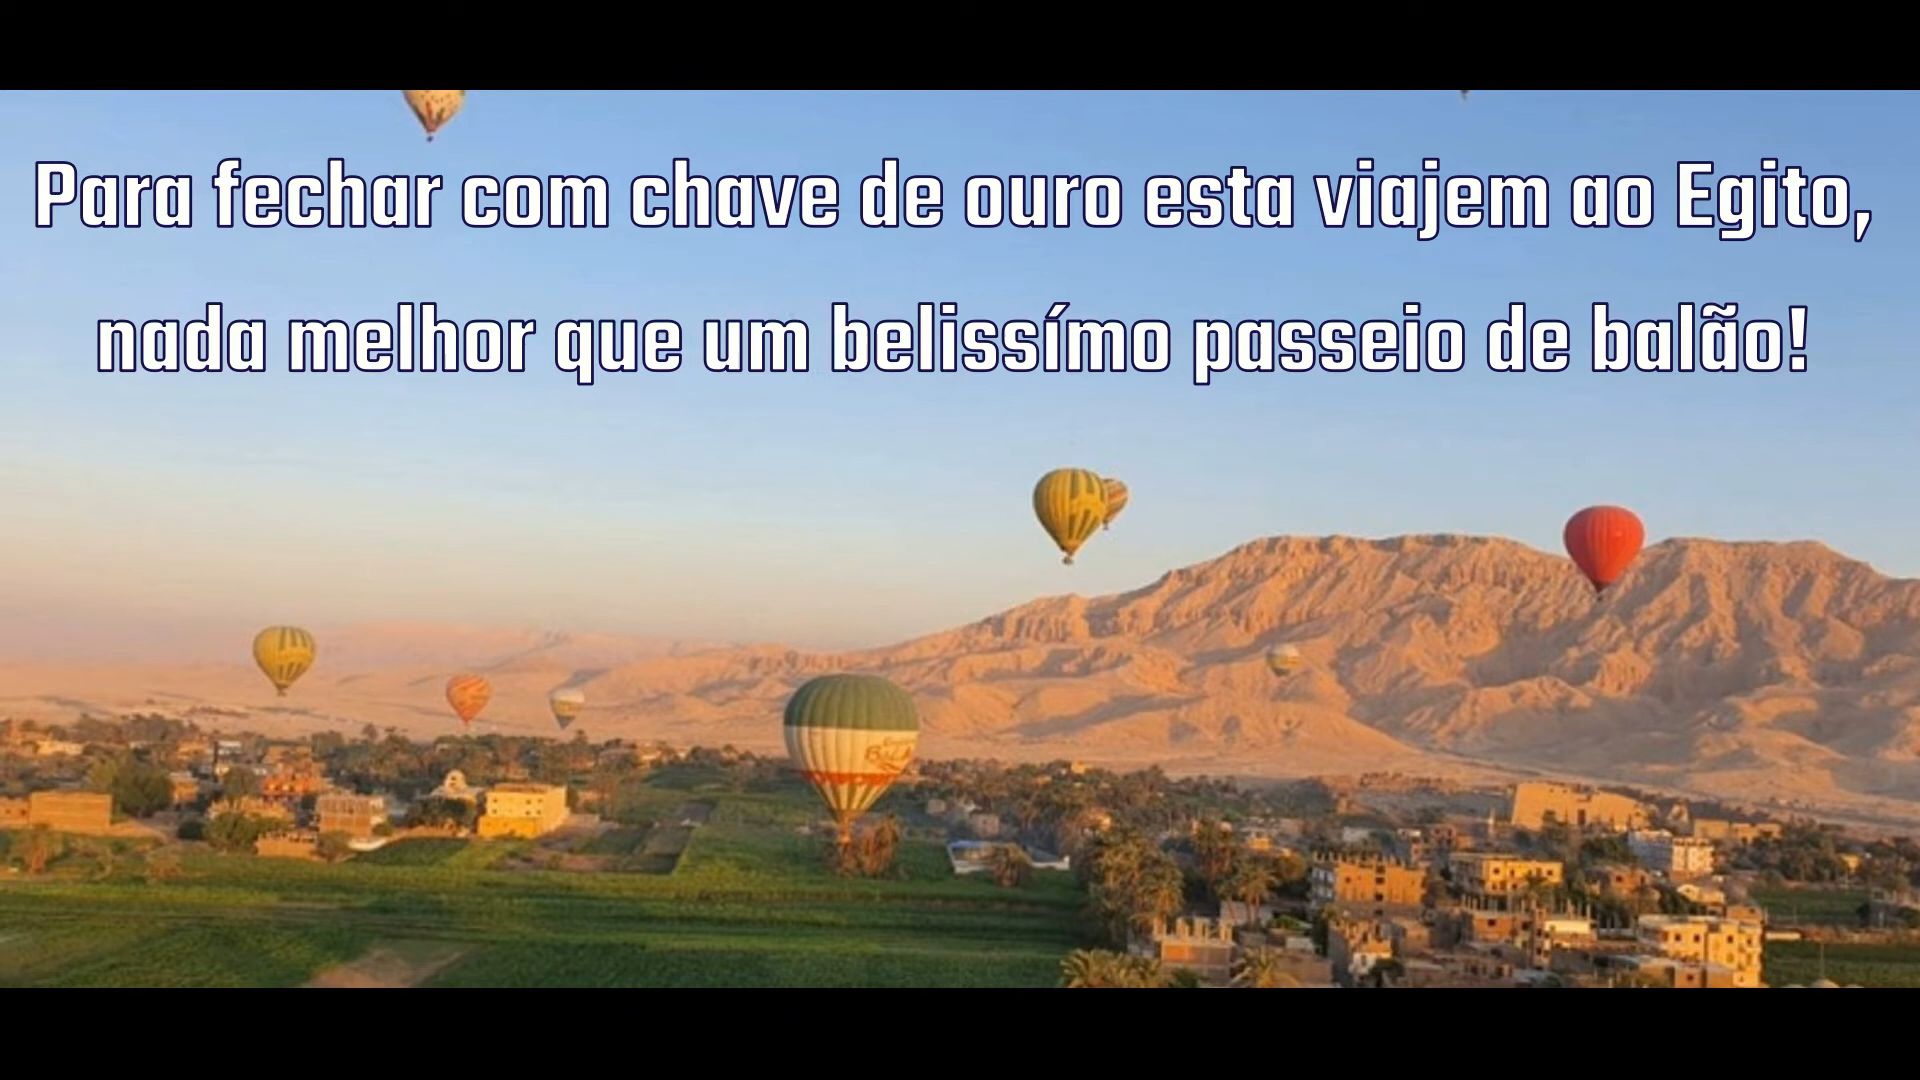 Para fechar com chave de ouro esta viajem ao Egito,
nada melhor que um belissímo passeio de balão!